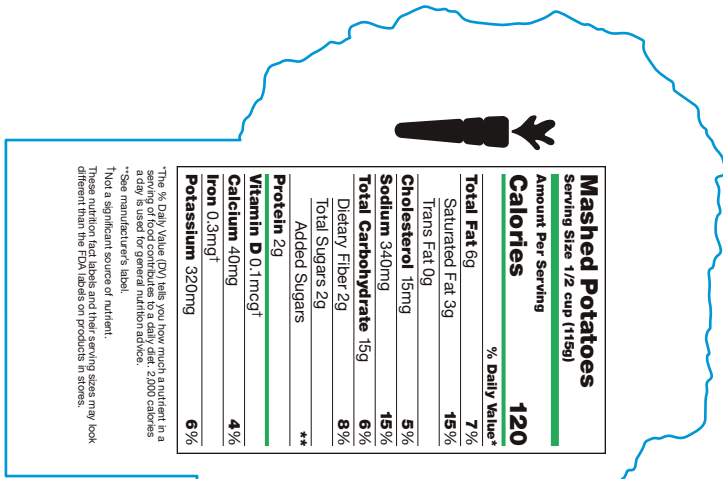 Mashed Potatoes
Serving Size 1/2 cup (115g)
Amount Per Serving
Calories 120
% Daily Value*
Total Fat 6g 7%
Saturated Fat 3g 15%
Trans Fat 0g
Cholesterol 15mg 5%
Sodium 340mg 15%
Total Carbohydrate 15g 6%
Dietary Fiber 2g 8%
Total Sugars 2g
Added Sugars **
Protein 2g
Vitamin D 0.1mcg†
Calcium 40mg 4%
Iron 0.3mg†
Potassium 320mg 6%
*The % Daily Value (DV) tells you how much a nutrient in a
serving of food contributes to a daily diet. 2,000 calories
a day is used for general nutrition advice.
**See manufacturer's label.
†Not a significant source of nutrient.
These nutrition fact labels and their serving sizes may look
different than the FDA labels on products in stores.